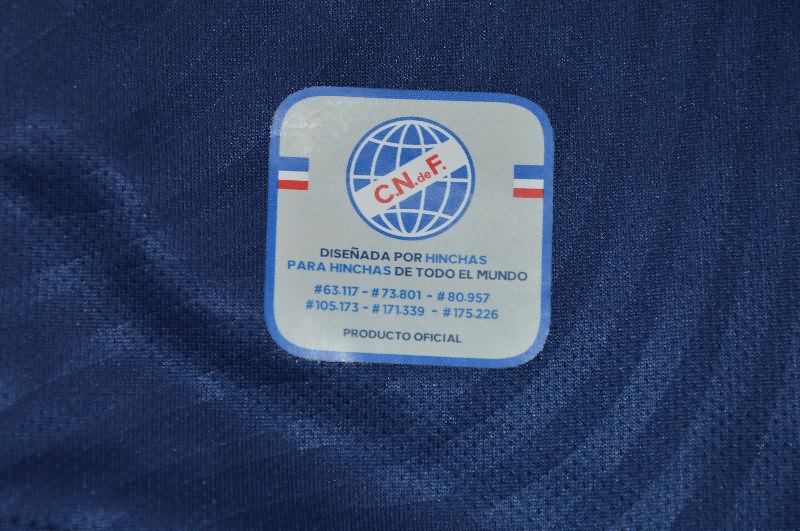 C.N.deF.
DISEÑADA POR HINCHAS
PARA HINCHAS DE TODO EL MUNDO
#63.117 - #73.801 - #80.957
#105.173 - #171.339 - #175.226
PRODUCTO OFICIAL